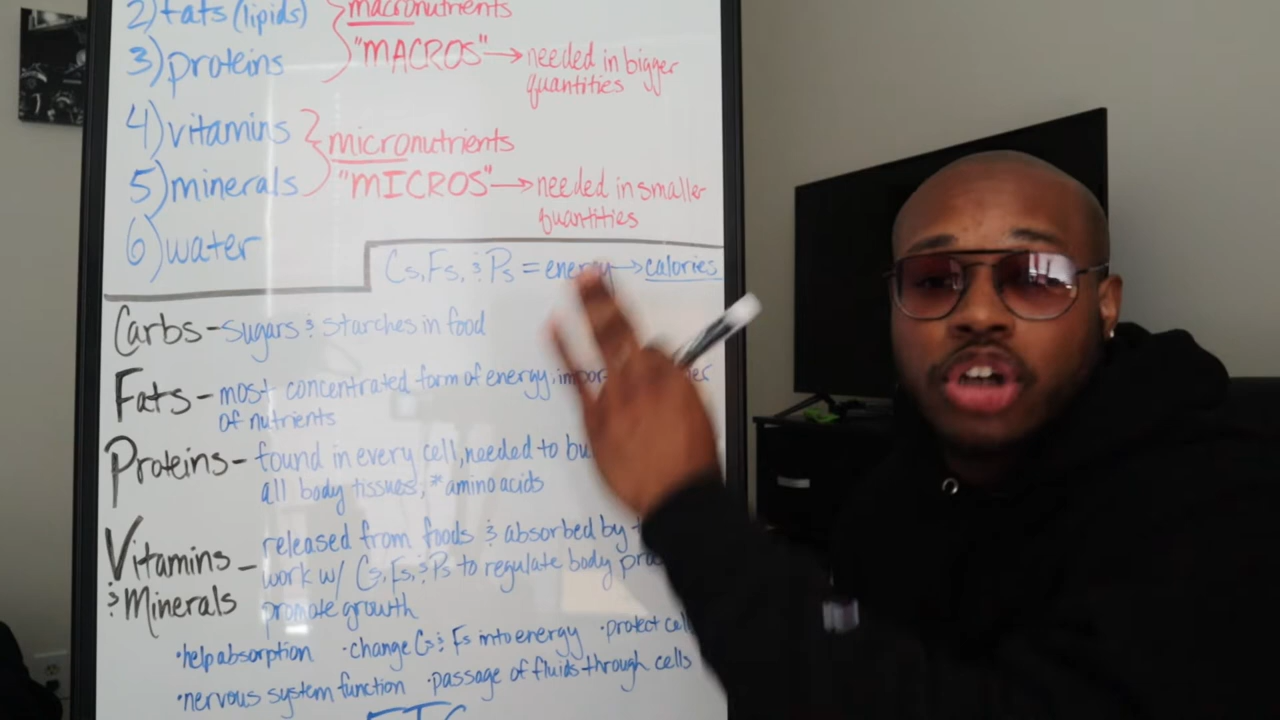 2) fats (lipids)
macronutrients
3) proteins
"MACROS" → needed in bigger
quantities
4) vitamins
micronutrients
5) minerals
"MICROS" → needed in smaller
quantities
6) water
Cs, Fs, & Ps = energy → calories
Carbs - sugars & starches in food
Fats - most concentrated form of energy,
of nutrients
Proteins - found in every cell, needed to
all body tissues, *amino acids
Vitamins
& Minerals
- released from foods & absorbed by
work w/ Cs, Fs, & Ps to regulate body
promote growth
·help absorption ·change Cs & Fs into energy ·protect
·nervous system function ·passage of fluids through cells